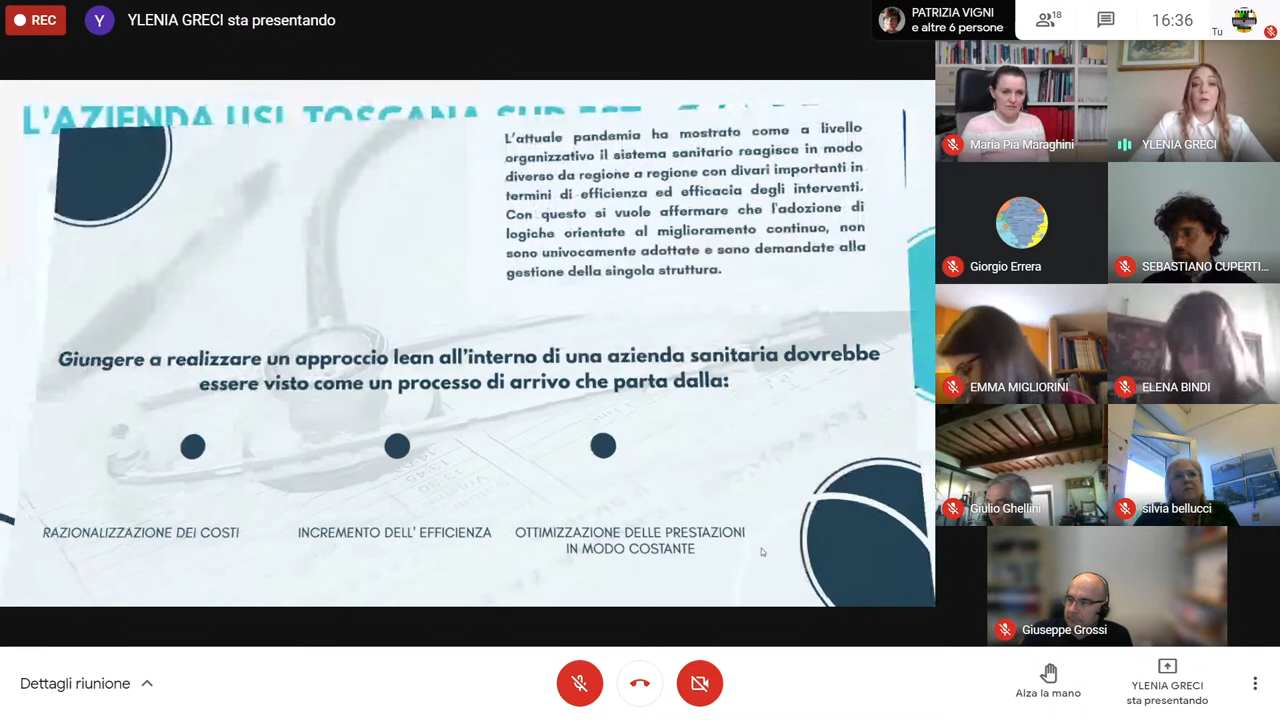 REC
Y
YLENIA GRECI sta presentando
PATRIZIA VIGNI
e altre 6 persone
18
16:36
Tu
L'AZIENDA USL TOSCANA SUD EST
L'attuale pandemia ha mostrato come a livello
organizzativo il sistema sanitario reagisce in modo
diverso da regione a regione con divari importanti in
termini di efficienza ed efficacia degli interventi.
Con questo si vuole affermare che l'adozione di
logiche orientate al miglioramento continuo, non
sono univocamente adottate e sono demandate alla
gestione della singola struttura.
Giungere a realizzare un approccio lean all'interno di una azienda sanitaria dovrebbe
essere visto come un processo di arrivo che parta dalla:
RAZIONALIZZAZIONE DEI COSTI
INCREMENTO DELL' EFFICIENZA
OTTIMIZZAZIONE DELLE PRESTAZIONI
IN MODO COSTANTE
Maria Pia Maraghini
YLENIA GRECI
Giorgio Errera
SEBASTIANO CUPERTI...
EMMA MIGLIORINI
ELENA BINDI
Giulio Ghellini
silvia bellucci
Giuseppe Grossi
Dettagli riunione
Alza la mano
YLENIA GRECI
sta presentando